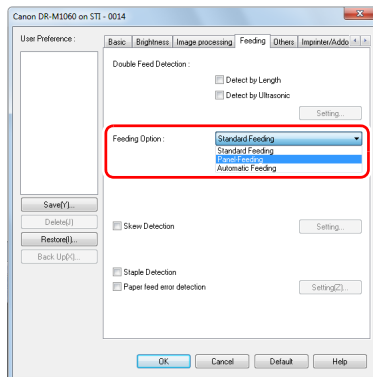 Canon DR-M1060 on STI - 0014
User Preference :
Basic Brightness Image processing Feeding Others Imprinter/Addo
Double Feed Detection :
Detect by Length
Detect by Ultrasonic
Setting...
Feeding Option : Standard Feeding
Standard Feeding
Panel-Feeding
Automatic Feeding
Save(Y)...
Delete(J)
Restore(I)...
Back Up(X)...
Skew Detection Setting...
Staple Detection
Paper feed error detection Setting(Z)...
OK Cancel Default Help